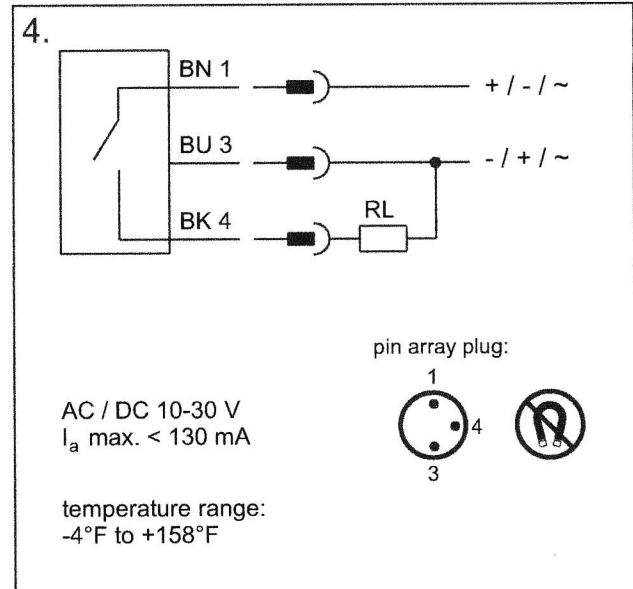 4.
BN 1
+ / - / ~
BU 3
- / + / ~
BK 4
RL
pin array plug:
1
4
3
AC / DC 10-30 V
Iₐ max. < 130 mA
temperature range:
-4°F to +158°F